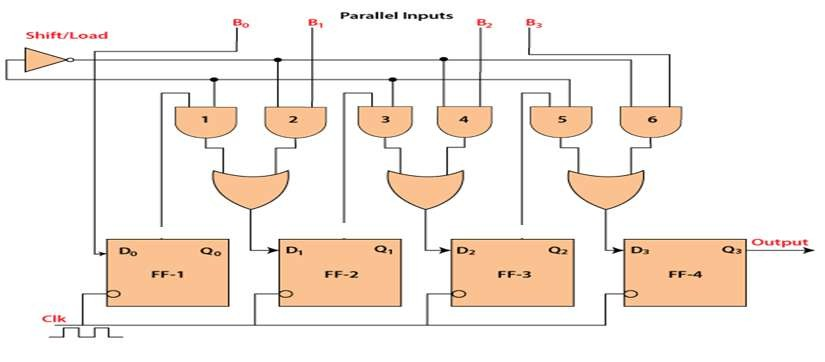 Parallel Inputs
B₀ B₁ B₂ B₃
Shift/Load
1 2 3 4 5 6
D₀ Q₀ D₁ Q₁ D₂ Q₂ D₃ Q₃ Output
FF-1 FF-2 FF-3 FF-4
Clk